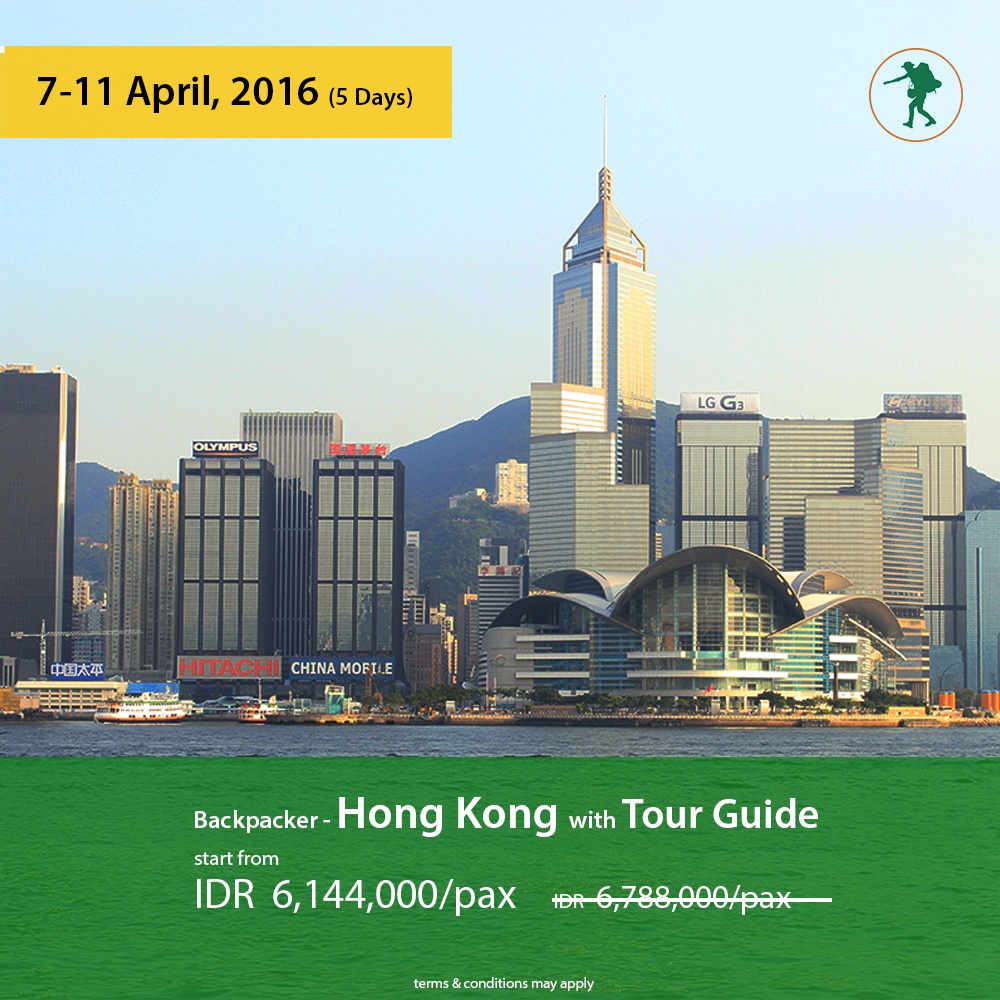 7-11 April, 2016 (5 Days)
LG G3
OLYMPUS
中国太平
HITACHI
CHINA MOBILE
Backpacker - Hong Kong with Tour Guide
start from
IDR 6,144,000/pax IDR 6,788,000/pax
terms & conditions may apply